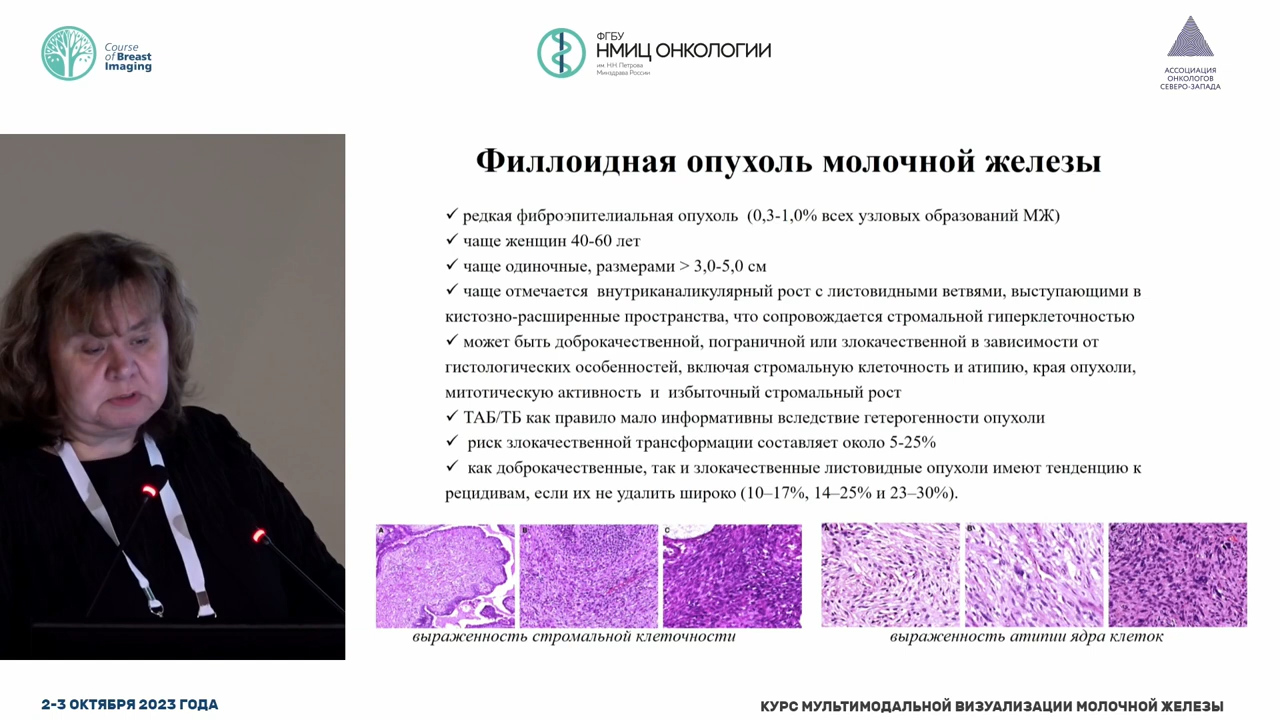 Course
of Breast
Imaging
ФГБУ
НМИЦ ОНКОЛОГИИ
им. Н.Н. Петрова
Минздрава России
АССОЦИАЦИЯ
ОНКОЛОГОВ
СЕВЕРО-ЗАПАДА
Филлоидная опухоль молочной железы
✓ редкая фиброэпителиальная опухоль (0,3-1,0% всех узловых образований МЖ)
✓ чаще женщин 40-60 лет
✓ чаще одиночные, размерами > 3,0-5,0 см
✓ чаще отмечается внутриканаликулярный рост с листовидными ветвями, выступающими в
кистозно-расширенные пространства, что сопровождается стромальной гиперклеточностью
✓ может быть доброкачественной, пограничной или злокачественной в зависимости от
гистологических особенностей, включая стромальную клеточность и атипию, края опухоли,
митотическую активность и избыточный стромальный рост
✓ ТАБ/ТБ как правило мало информативны вследствие гетерогенности опухоли
✓ риск злокачественной трансформации составляет около 5-25%
✓ как доброкачественные, так и злокачественные листовидные опухоли имеют тенденцию к
рецидивам, если их не удалить широко (10–17%, 14–25% и 23–30%).
A B C A B
выраженность стромальной клеточности
выраженность атипии ядра клеток
2-3 ОКТЯБРЯ 2023 ГОДА
КУРС МУЛЬТИМОДАЛЬНОЙ ВИЗУАЛИЗАЦИИ МОЛОЧНОЙ ЖЕЛЕЗЫ